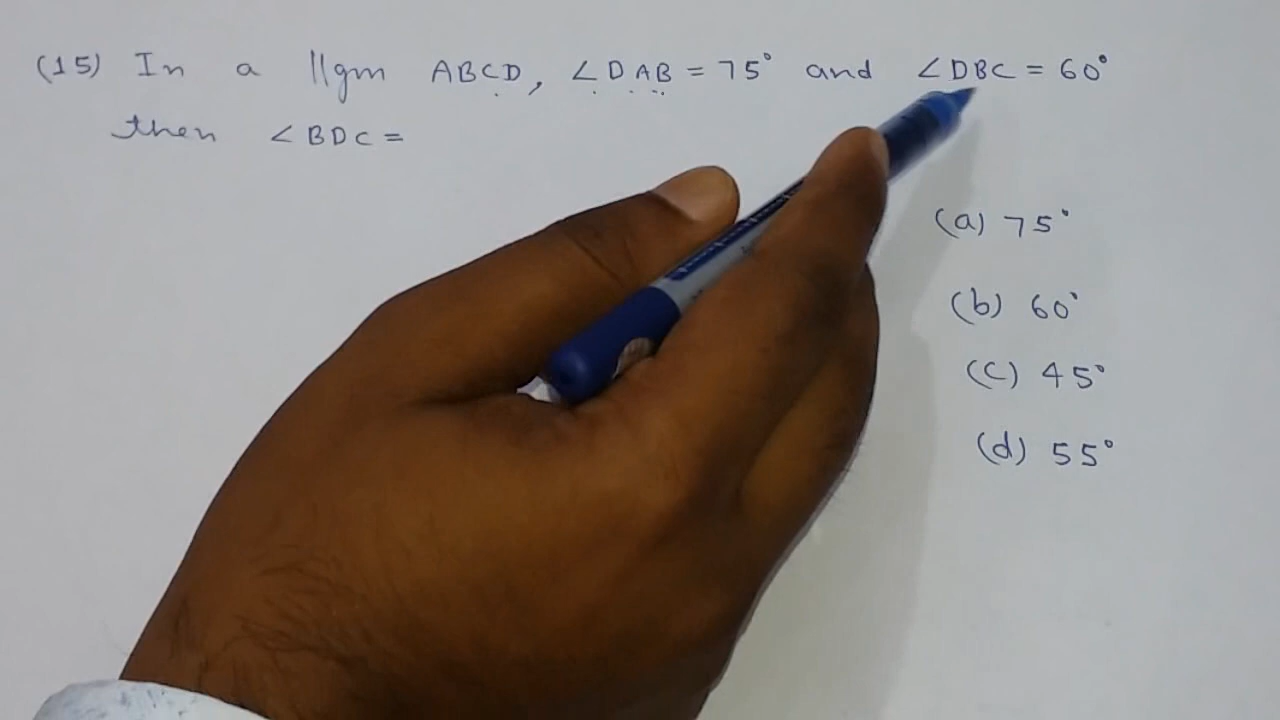 (15) In a ||gm ABCD, ∠DAB = 75° and ∠DBC = 60°
then ∠BDC =
(a) 75°
(b) 60°
(c) 45°
(d) 55°